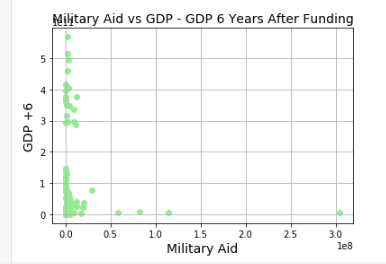 Military Aid vs GDP - GDP 6 Years After Funding
1e11
5
4
3
2
1
0
GDP +6
0.0 0.5 1.0 1.5 2.0 2.5 3.0
1e8
Military Aid